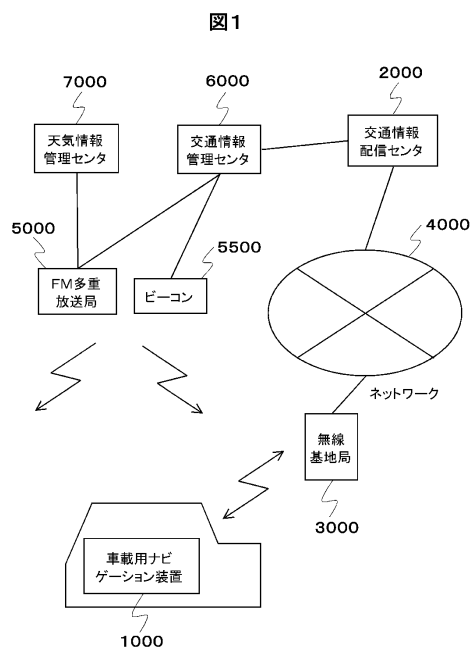 図1
7000
6000
2000
天気情報
管理センタ
交通情報
管理センタ
交通情報
配信センタ
5000
5500
4000
FM多重
放送局
ビーコン
ネットワーク
無線
基地局
3000
車載用ナビ
ゲーション装置
1000